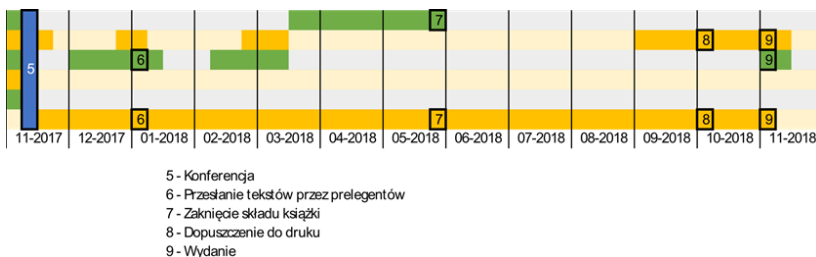 7
8 9
5 6 9
6 7 8 9
11-2017 12-2017 01-2018 02-2018 03-2018 04-2018 05-2018 06-2018 07-2018 08-2018 09-2018 10-2018 11-2018
5 - Konferencja
6 - Przesłanie tekstów przez prelegentów
7 - Zaknięcie składu książki
8 - Dopuszczenie do druku
9 - Wydanie